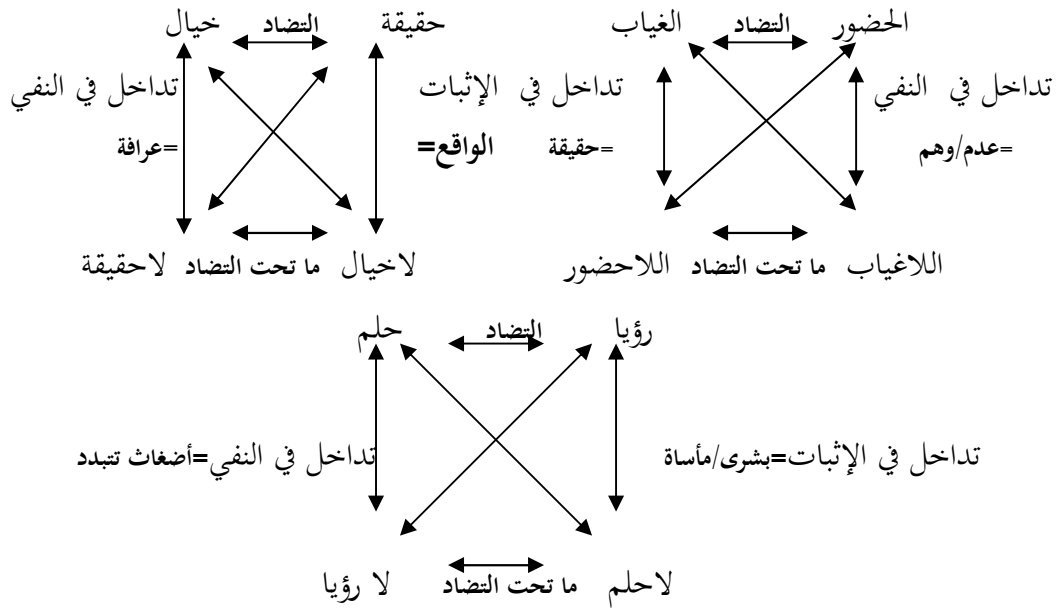 الحضور التضاد الغياب
حقيقة التضاد خيال
تداخل في النفي
=عدم/وهم
تداخل في الإثبات
=حقيقة
الواقع=
تداخل في النفي
=عرافة
اللاغياب ما تحت التضاد اللاحضور
لاخيال ما تحت التضاد لاحقيقة
رؤيا التضاد حلم
تداخل في الإثبات=بشرى/مأساة
تداخل في النفي=أضغاث تتبدد
لاحلم ما تحت التضاد لا رؤيا